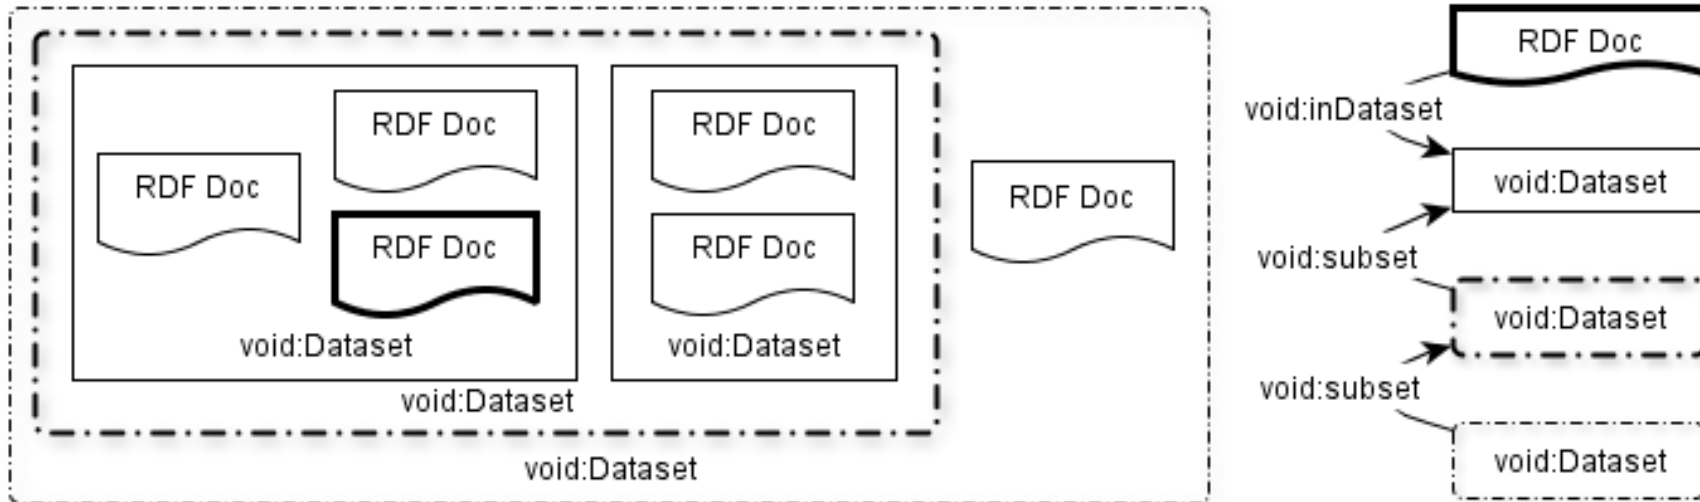 RDF Doc
RDF Doc
RDF Doc
RDF Doc
RDF Doc
void:Dataset
void:Dataset
void:Dataset
void:Dataset
RDF Doc
RDF Doc
void:inDataset
void:Dataset
void:subset
void:Dataset
void:subset
void:Dataset